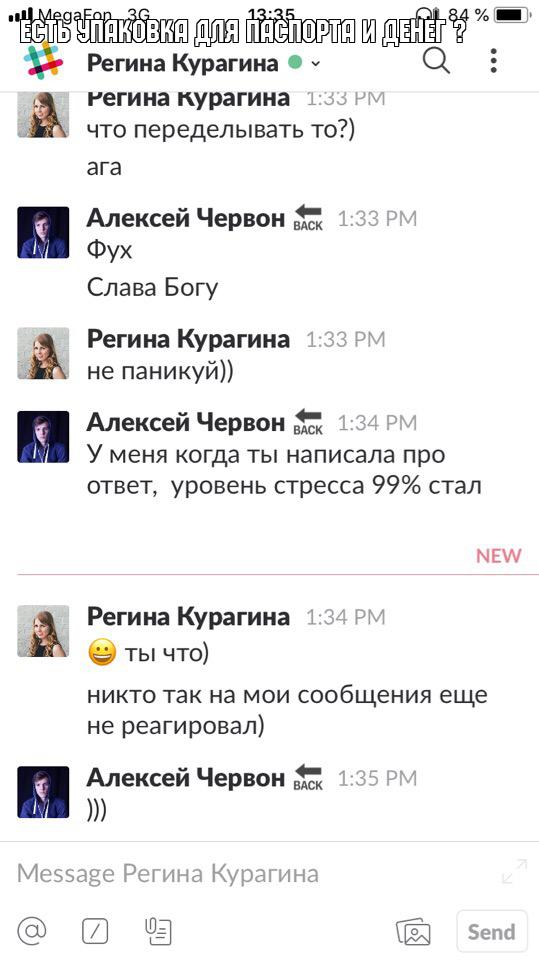 MegaFon 3G 13:35 84 %
ЕСТЬ УПАКОВКА ДЛЯ ПАСПОРТА И ДЕНЕГ ?
Регина Курагина
Регина Курагина 1:33 PM
что переделывать то?)
ага
Алексей Червон BACK 1:33 PM
Фух
Слава Богу
Регина Курагина 1:33 PM
не паникуй))
Алексей Червон BACK 1:34 PM
У меня когда ты написала про
ответ, уровень стресса 99% стал
NEW
Регина Курагина 1:34 PM
😀 ты что)
никто так на мои сообщения еще
не реагировал)
Алексей Червон BACK 1:35 PM
)))
Message Регина Курагина
Send